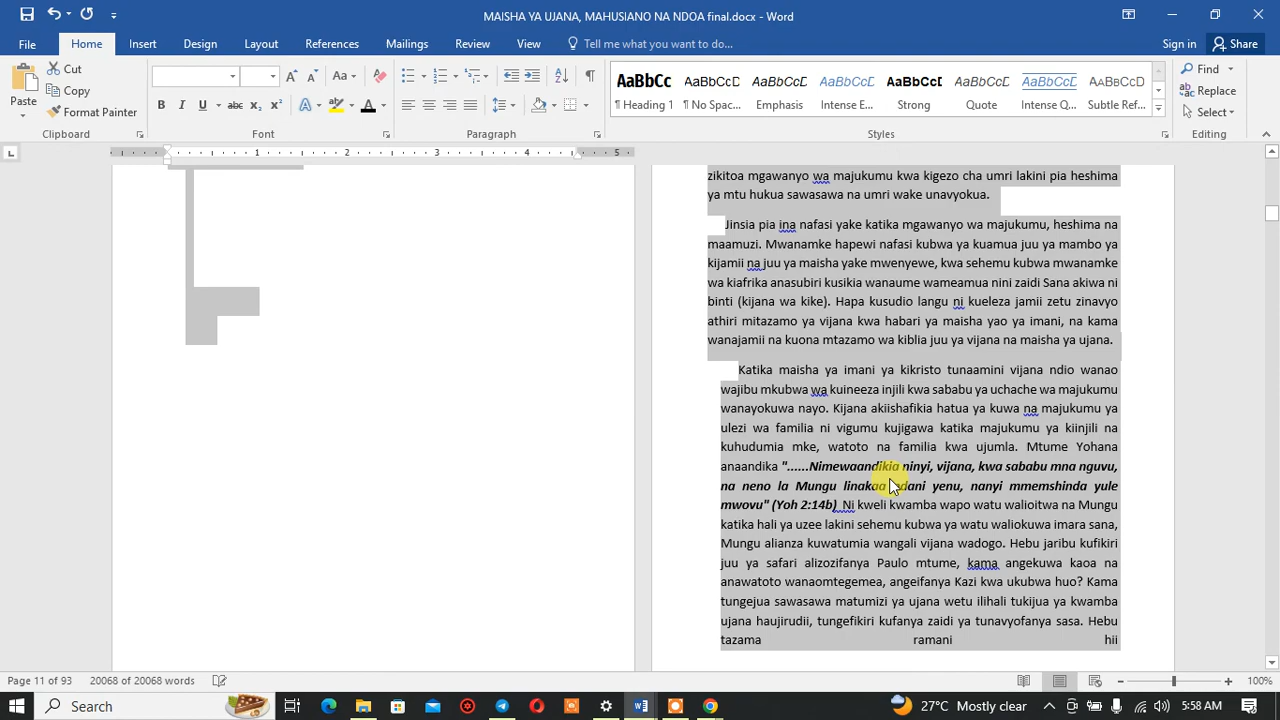 MAISHA YA UJANA, MAHUSIANO NA NDOA final.docx - Word
File Home Insert Design Layout References Mailings Review View Tell me what you want to do... Sign in Share
Paste Cut Copy Format Painter
Clipboard Font Paragraph Styles Editing
AaBbCc AaBbCcD AaBbCcD AaBbCcD AaBbCcD AaBbCcD AaBbCcD AaBbCcD
¶ Heading 1 ¶ No Spac... Emphasis Intense E... Strong Quote Intense Q... Subtle Ref...
Find Replace Select
1 2 3 4 5
zikitoa mgawanyo wa majukumu kwa kigezo cha umri lakini pia heshima
ya mtu hukua sawasawa na umri wake unavyokua.
Jinsia pia ina nafasi yake katika mgawanyo wa majukumu, heshima na
maamuzi. Mwanamke hapewi nafasi kubwa ya kuamua juu ya mambo ya
kijamii na juu ya maisha yake mwenyewe, kwa sehemu kubwa mwanamke
wa kiafrika anasubiri kusikia wanaume wameamua nini zaidi Sana akiwa ni
binti (kijana wa kike). Hapa kusudio langu ni kueleza jamii zetu zinavyo
athiri mitazamo ya vijana kwa habari ya maisha yao ya imani, na kama
wanajamii na kuona mtazamo wa kiblia juu ya vijana na maisha ya ujana.
Katika maisha ya imani ya kikristo tunaamini vijana ndio wanao
wajibu mkubwa wa kuineeza injili kwa sababu ya uchache wa majukumu
wanayokuwa nayo. Kijana akiishafikia hatua ya kuwa na majukumu ya
ulezi wa familia ni vigumu kujigawa katika majukumu ya kiinjili na
kuhudumia mke, watoto na familia kwa ujumla. Mtume Yohana
anaandika "......Nimewaandikia ninyi, vijana, kwa sababu mna nguvu,
na neno la Mungu linakaa ndani yenu, nanyi mmemshinda yule
mwovu" (Yoh 2:14b). Ni kweli kwamba wapo watu walioitwa na Mungu
katika hali ya uzee lakini sehemu kubwa ya watu waliokuwa imara sana,
Mungu alianza kuwatumia wangali vijana wadogo. Hebu jaribu kufikiri
juu ya safari alizozifanya Paulo mtume, kama angekuwa kaoa na
anawatoto wanaomtegemea, angeifanya Kazi kwa ukubwa huo? Kama
tungejua sawasawa matumizi ya ujana wetu ilihali tukijua ya kwamba
ujana haujirudii, tungefikiri kufanya zaidi ya tunavyofanya sasa. Hebu
tazama ramani hii
Page 11 of 93 20068 of 20068 words 100%
Search 27°C Mostly clear 5:58 AM